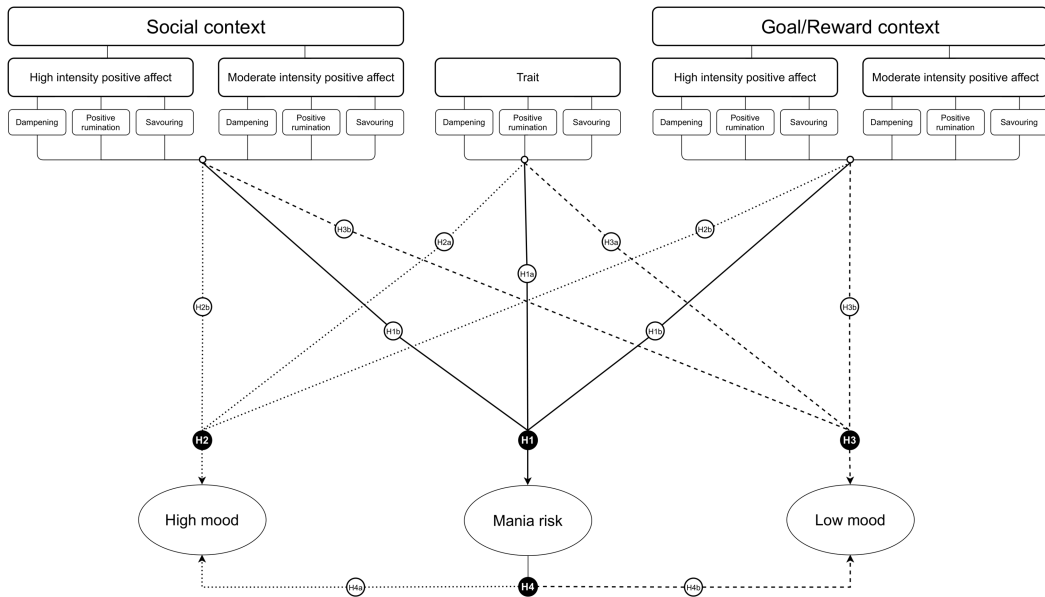 Social context
Goal/Reward context
High intensity positive affect
Moderate intensity positive affect
Trait
High intensity positive affect
Moderate intensity positive affect
Dampening
Positive
rumination
Savouring
Dampening
Positive
rumination
Savouring
Dampening
Positive
rumination
Savouring
Dampening
Positive
rumination
Savouring
Dampening
Positive
rumination
Savouring
H3b
H2a
H3a
H2b
H1a
H2b
H3b
H1b
H1b
H2
H1
H3
High mood
Mania risk
Low mood
H4a
H4
H4b